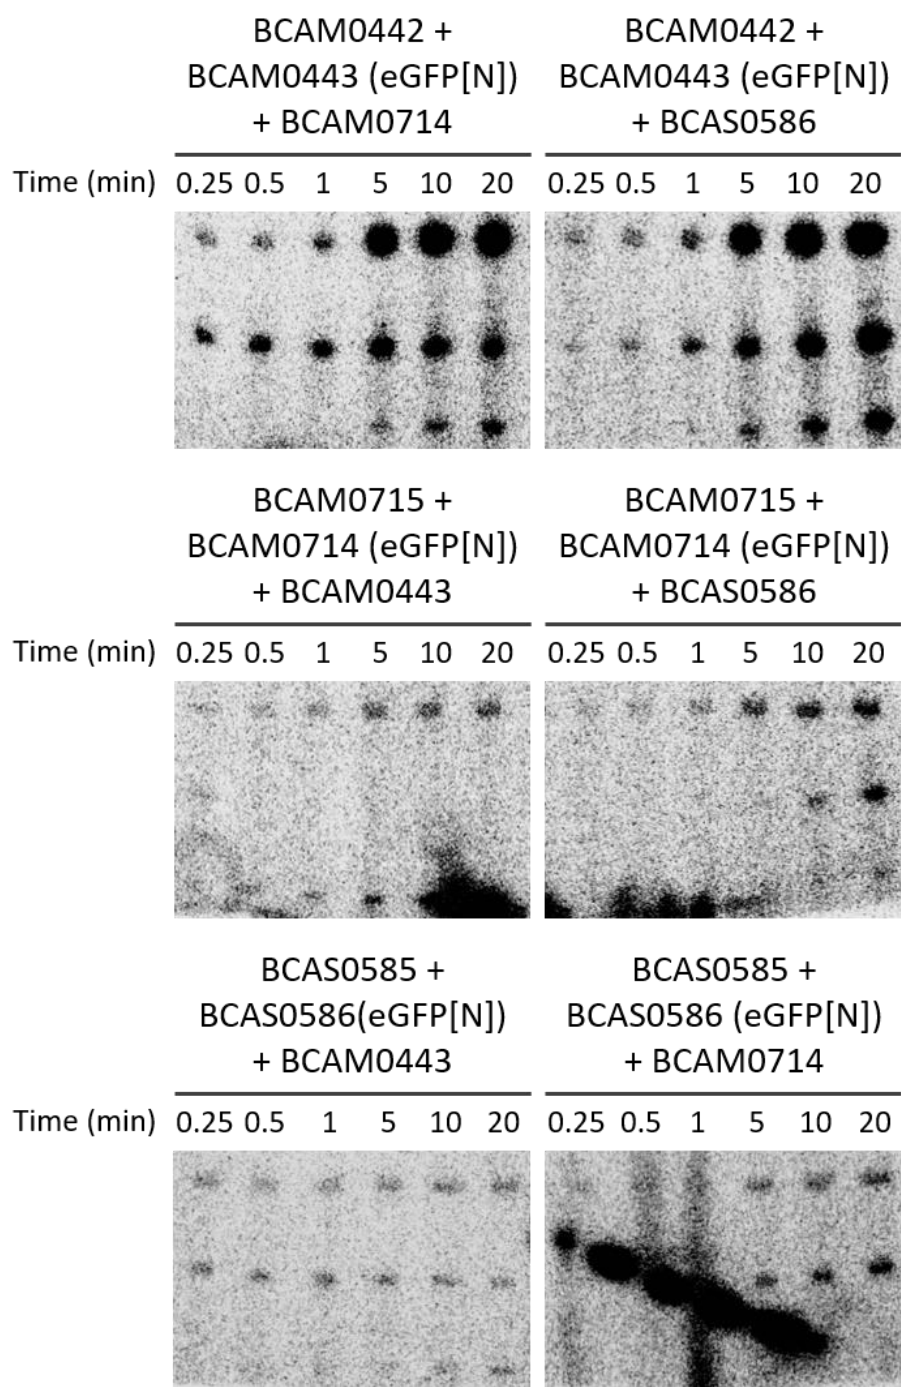 BCAM0442 +
BCAM0443 (eGFP[N])
+ BCAM0714
BCAM0442 +
BCAM0443 (eGFP[N])
+ BCAS0586
Time (min) 0.25 0.5 1 5 10 20 0.25 0.5 1 5 10 20
BCAM0715 +
BCAM0714 (eGFP[N])
+ BCAM0443
BCAM0715 +
BCAM0714 (eGFP[N])
+ BCAS0586
Time (min) 0.25 0.5 1 5 10 20 0.25 0.5 1 5 10 20
BCAS0585 +
BCAS0586(eGFP[N])
+ BCAM0443
BCAS0585 +
BCAS0586 (eGFP[N])
+ BCAM0714
Time (min) 0.25 0.5 1 5 10 20 0.25 0.5 1 5 10 20